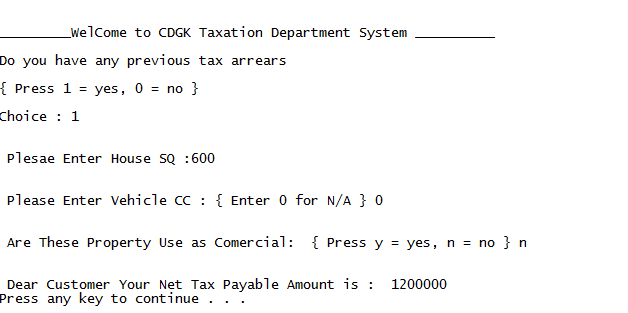 _________WelCome to CDGK Taxation Department System __________
Do you have any previous tax arrears
{ Press 1 = yes, 0 = no }
Choice : 1
Plesae Enter House SQ :600
Please Enter Vehicle CC : { Enter 0 for N/A } 0
Are These Property Use as Comercial:  { Press y = yes, n = no } n
Dear Customer Your Net Tax Payable Amount is :  1200000
Press any key to continue . . .